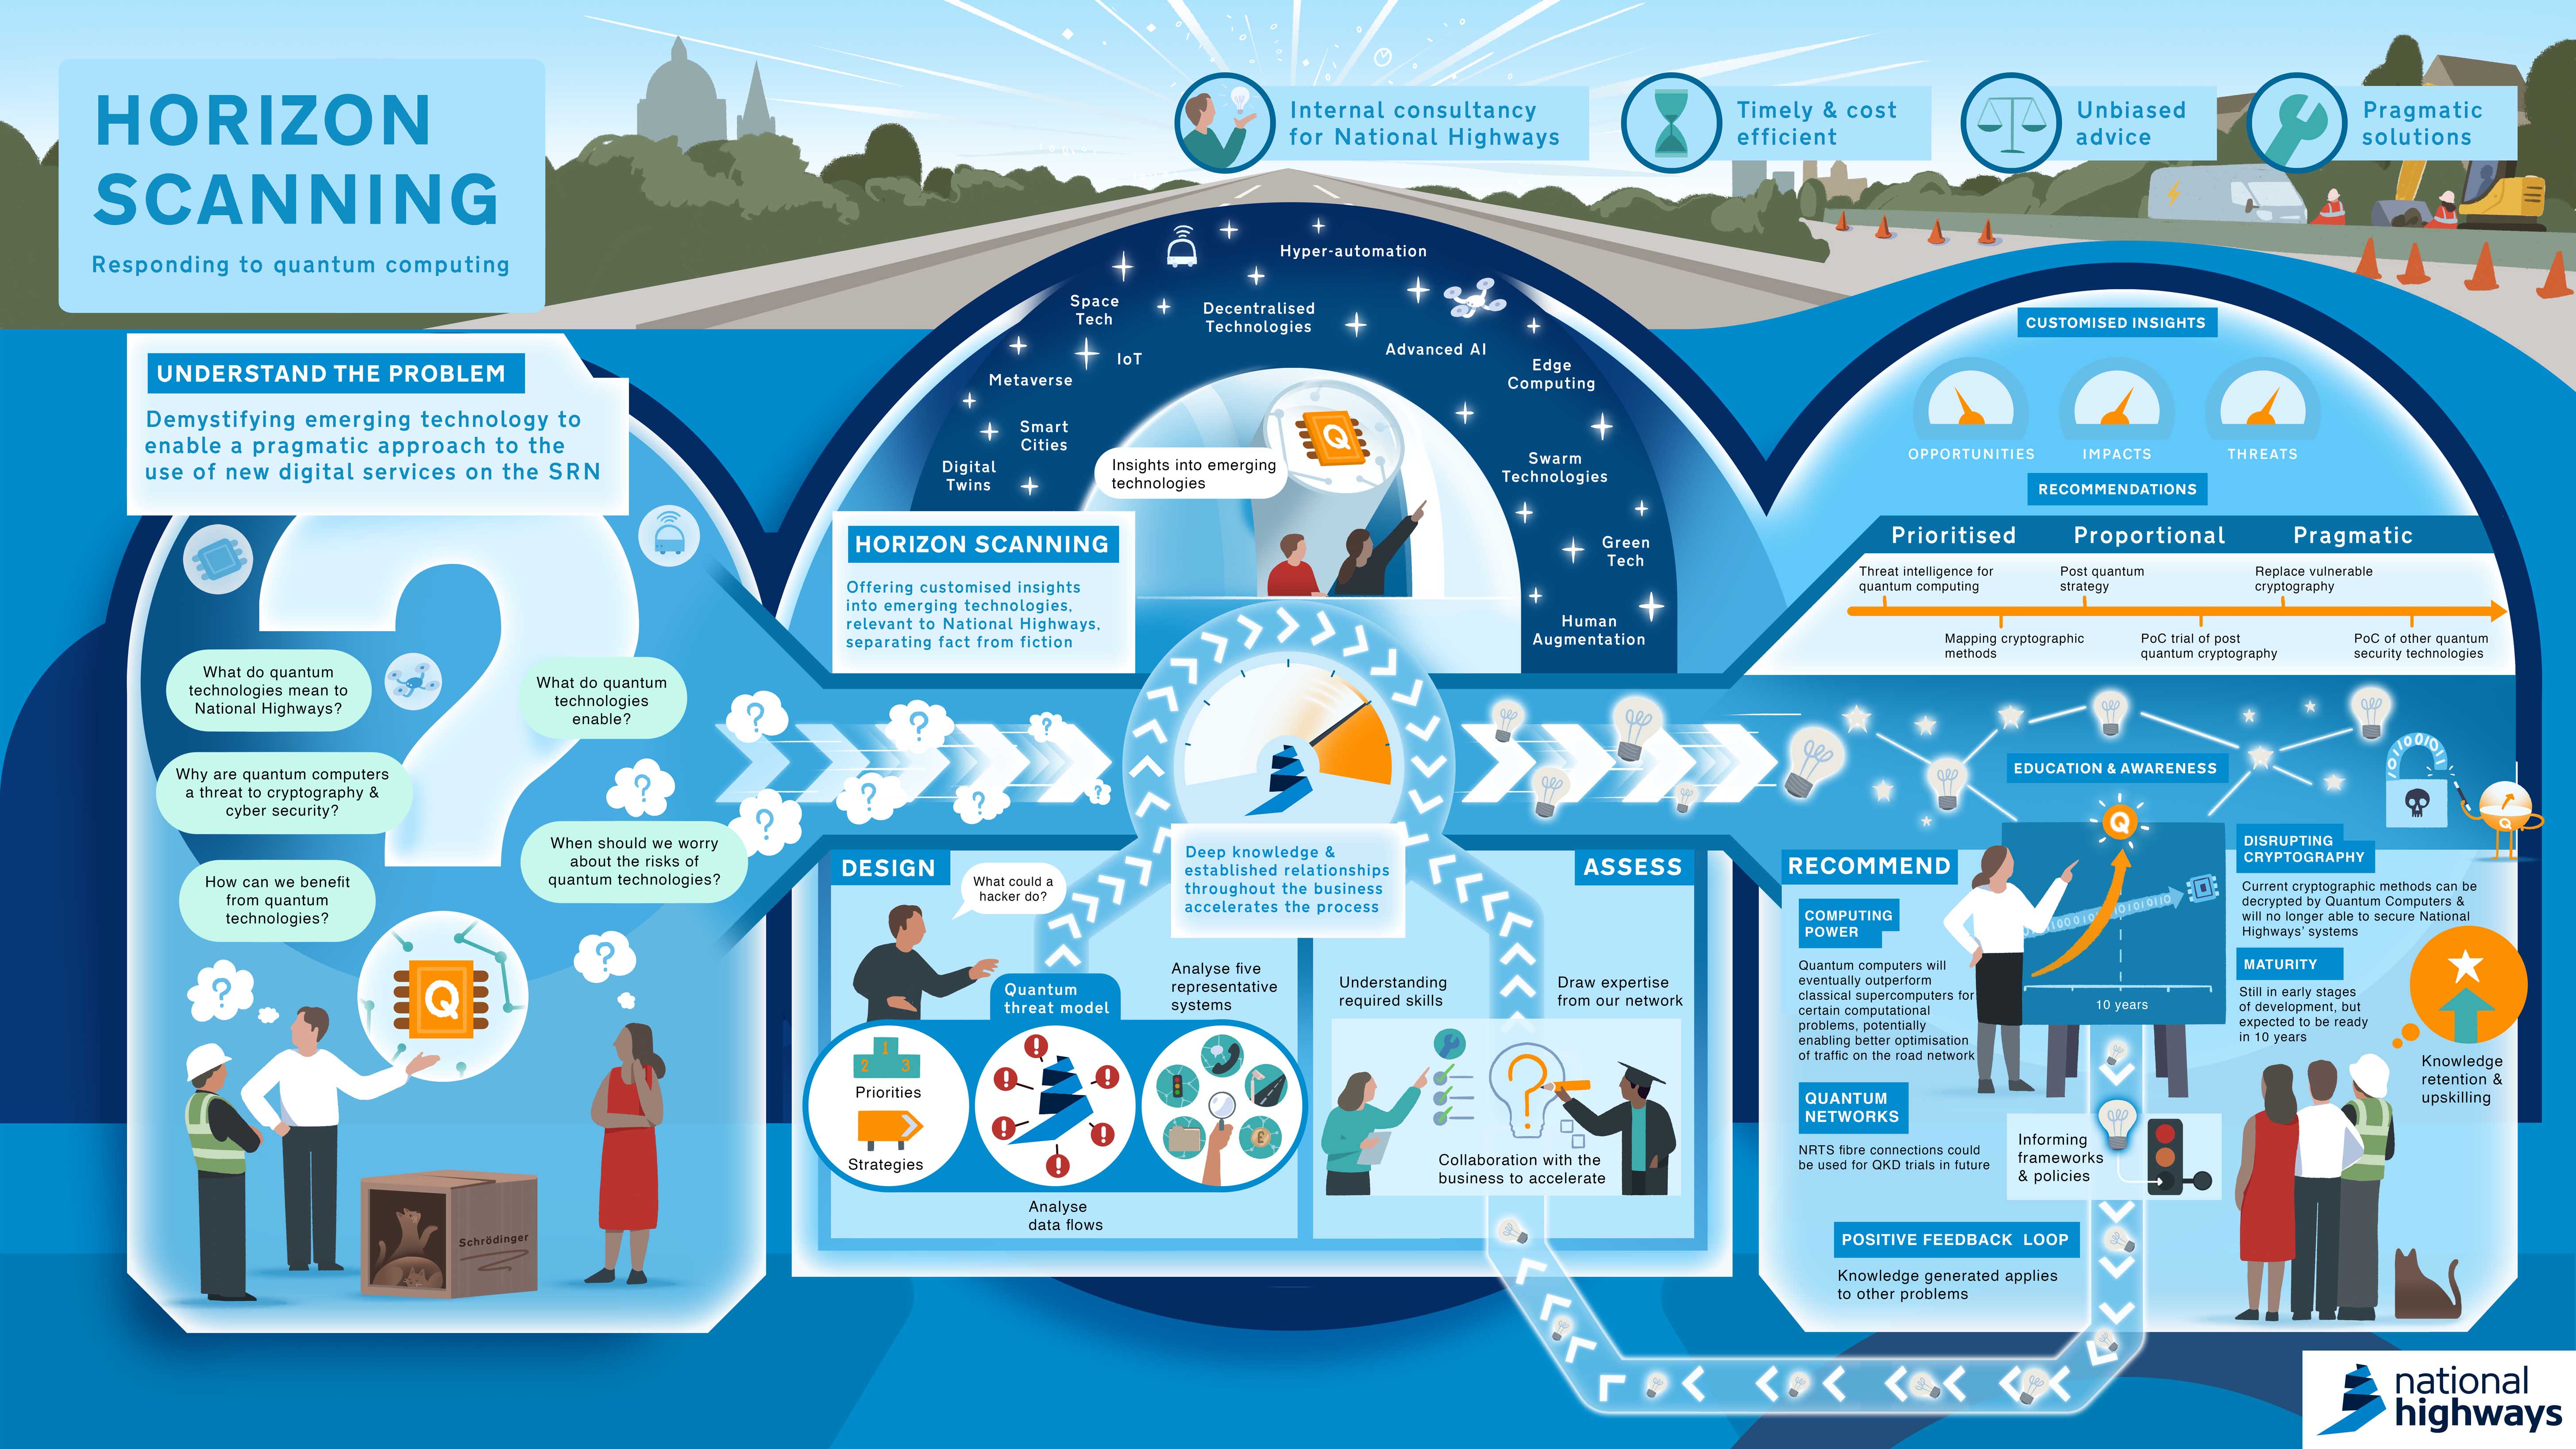 HORIZON
SCANNING
Responding to quantum computing
Internal consultancy
for National Highways
Timely & cost
efficient
Unbiased
advice
Pragmatic
solutions
UNDERSTAND THE PROBLEM
Demystifying emerging technology to
enable a pragmatic approach to the
use of new digital services on the SRN
What do quantum
technologies mean to
National Highways?
What do quantum
technologies
enable?
Why are quantum computers
a threat to cryptography &
cyber security?
When should we worry
about the risks of
quantum technologies?
How can we benefit
from quantum
technologies?
?
?
?
?
Q
Schrödinger
?
?
?
?
?
?
?
Hyper-automation
Space
Tech
Decentralised
Technologies
IoT
Advanced AI
Metaverse
Edge
Computing
Smart
Cities
Digital
Twins
Swarm
Technologies
Green
Tech
Human
Augmentation
Q
Insights into emerging
technologies
HORIZON SCANNING
Offering customised insights
into emerging technologies,
relevant to National Highways,
separating fact from fiction
Deep knowledge &
established relationships
throughout the business
accelerates the process
DESIGN
What could a
hacker do?
Quantum
threat model
Analyse five
representative
systems
1
2 3
Priorities
Strategies
!
!
!
!
!
!
£
Analyse
data flows
ASSESS
Understanding
required skills
Draw expertise
from our network
?
Collaboration with the
business to accelerate
CUSTOMISED INSIGHTS
OPPORTUNITIES
IMPACTS
THREATS
RECOMMENDATIONS
Prioritised
Proportional
Pragmatic
Threat intelligence for
quantum computing
Post quantum
strategy
Replace vulnerable
cryptography
Mapping cryptographic
methods
PoC trial of post
quantum cryptography
PoC of other quantum
security technologies
EDUCATION & AWARENESS
Q
Q
RECOMMEND
COMPUTING
POWER
Quantum computers will
eventually outperform
classical supercomputers for
certain computational
problems, potentially
enabling better optimisation
of traffic on the road network
10 years
DISRUPTING
CRYPTOGRAPHY
Current cryptographic methods can be
decrypted by Quantum Computers &
will no longer able to secure National
Highways' systems
MATURITY
Still in early stages
of development, but
expected to be ready
in 10 years
Knowledge
retention &
upskilling
QUANTUM
NETWORKS
NRTS fibre connections could
be used for QKD trials in future
Informing
frameworks
& policies
POSITIVE FEEDBACK LOOP
Knowledge generated applies
to other problems
national
highways